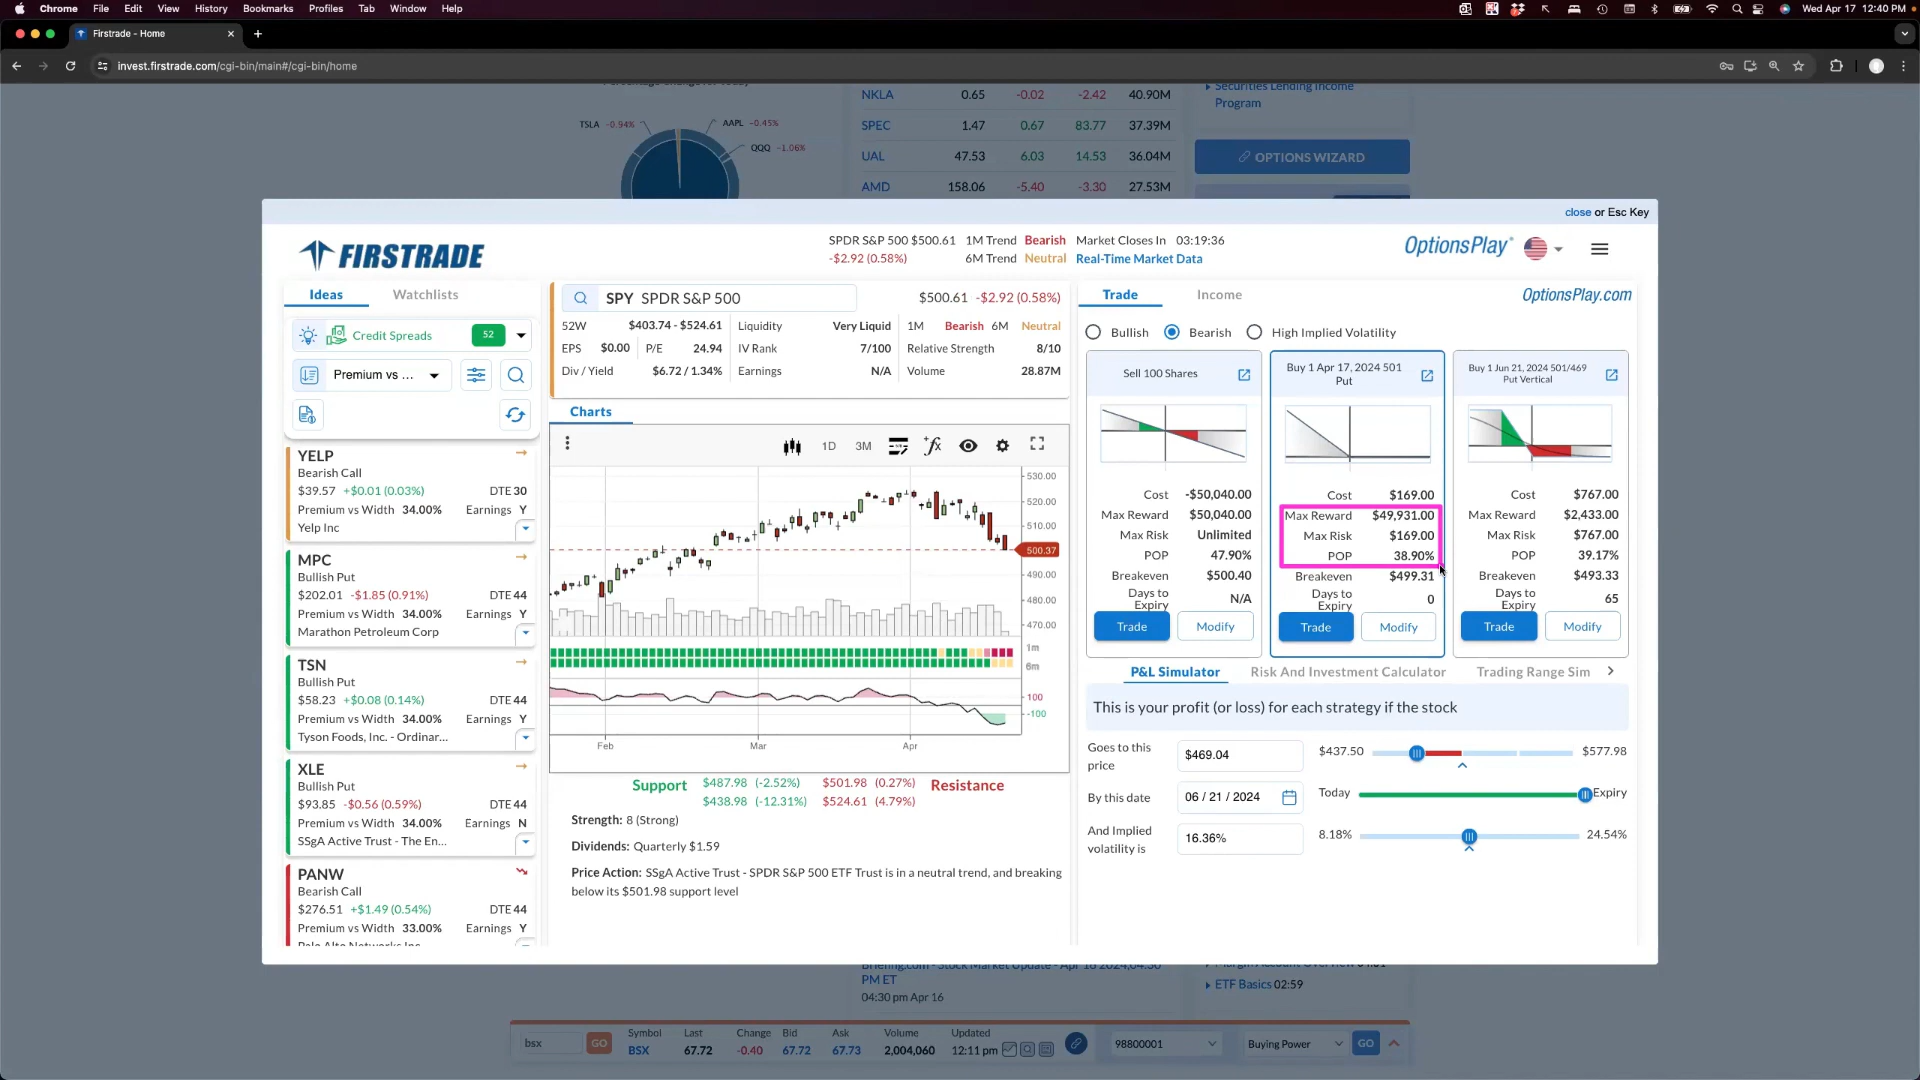 Chrome File Edit View History Bookmarks Profiles Tab Window Help
Wed Apr 17 12:40 PM
Firstrade - Home
invest.firstrade.com/cgi-bin/main#/cgi-bin/home
NKLA 0.65 -0.02 -2.42 40.90M
SPEC 1.47 0.67 83.77 37.39M
UAL 47.53 6.03 14.53 36.04M
AMD 158.06 -5.40 -3.30 27.53M
TSLA -0.94%
AAPL -0.45%
QQQ -1.06%
Securities Lending Income
Program
OPTIONS WIZARD
close or Esc Key
FIRSTRADE
SPDR S&P 500 $500.61 1M Trend Bearish Market Closes In 03:19:36
-$2.92 (0.58%) 6M Trend Neutral Real-Time Market Data
OptionsPlay
Ideas Watchlists
Credit Spreads 52
Premium vs ...
YELP
Bearish Call
$39.57 +$0.01 (0.03%) DTE 30
Premium vs Width 34.00% Earnings Y
Yelp Inc
MPC
Bullish Put
$202.01 -$1.85 (0.91%) DTE 44
Premium vs Width 34.00% Earnings Y
Marathon Petroleum Corp
TSN
Bullish Put
$58.23 +$0.08 (0.14%) DTE 44
Premium vs Width 34.00% Earnings Y
Tyson Foods, Inc. - Ordinar...
XLE
Bullish Put
$93.85 -$0.56 (0.59%) DTE 44
Premium vs Width 34.00% Earnings N
SSgA Active Trust - The En...
PANW
Bearish Call
$276.51 +$1.49 (0.54%) DTE 44
Premium vs Width 33.00% Earnings Y
SPY SPDR S&P 500 $500.61 -$2.92 (0.58%)
52W $403.74 - $524.61 Liquidity Very Liquid 1M Bearish 6M Neutral
EPS $0.00 P/E 24.94 IV Rank 7/100 Relative Strength 8/10
Div / Yield $6.72 / 1.34% Earnings N/A Volume 28.87M
Charts
1D 3M
530.00
520.00
510.00
500.37
490.00
480.00
470.00
1m
6m
100
-100
Feb Mar Apr
Support $487.98 (-2.52%) $501.98 (0.27%) Resistance
$438.98 (-12.31%) $524.61 (4.79%)
Strength: 8 (Strong)
Dividends: Quarterly $1.59
Price Action: SSgA Active Trust - SPDR S&P 500 ETF Trust is in a neutral trend, and breaking
below its $501.98 support level
Trade Income OptionsPlay.com
Bullish Bearish High Implied Volatility
Sell 100 Shares
Cost -$50,040.00
Max Reward $50,040.00
Max Risk Unlimited
POP 47.90%
Breakeven $500.40
Days to
Expiry N/A
Trade Modify
Buy 1 Apr 17, 2024 501
Put
Cost $169.00
Max Reward $49,931.00
Max Risk $169.00
POP 38.90%
Breakeven $499.31
Days to
Expiry 0
Trade Modify
Buy 1 Jun 21, 2024 501/469
Put Vertical
Cost $767.00
Max Reward $2,433.00
Max Risk $767.00
POP 39.17%
Breakeven $493.33
Days to
Expiry 65
Trade Modify
P&L Simulator Risk And Investment Calculator Trading Range Sim
This is your profit (or loss) for each strategy if the stock
Goes to this
price $469.04 $437.50 $577.98
By this date 06 / 21 / 2024 Today Expiry
And Implied
volatility is 16.36% 8.18% 24.54%
PM ET
04:30 pm Apr 16
ETF Basics 02:59
bsx GO
Symbol Last Change Bid Ask Volume Updated
BSX 67.72 -0.40 67.72 67.73 2,004,060 12:11 pm
98800001 Buying Power GO